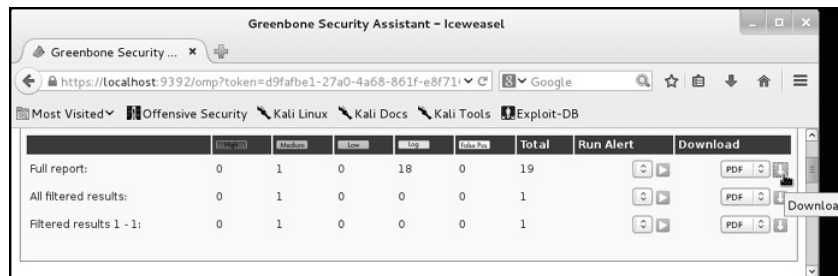 Greenbone Security Assistant - Iceweasel
Greenbone Security ...
https://localhost:9392/omp?token=d9fafbe1-27a0-4a68-861f-e8f71 Google
Most Visited Offensive Security Kali Linux Kali Docs Kali Tools Exploit-DB
High Medium Low Log False Pos. Total Run Alert Download
Full report: 0 1 0 18 0 19 PDF
All filtered results: 0 1 0 0 0 1 PDF
Downloa
Filtered results 1 - 1: 0 1 0 0 0 1 PDF